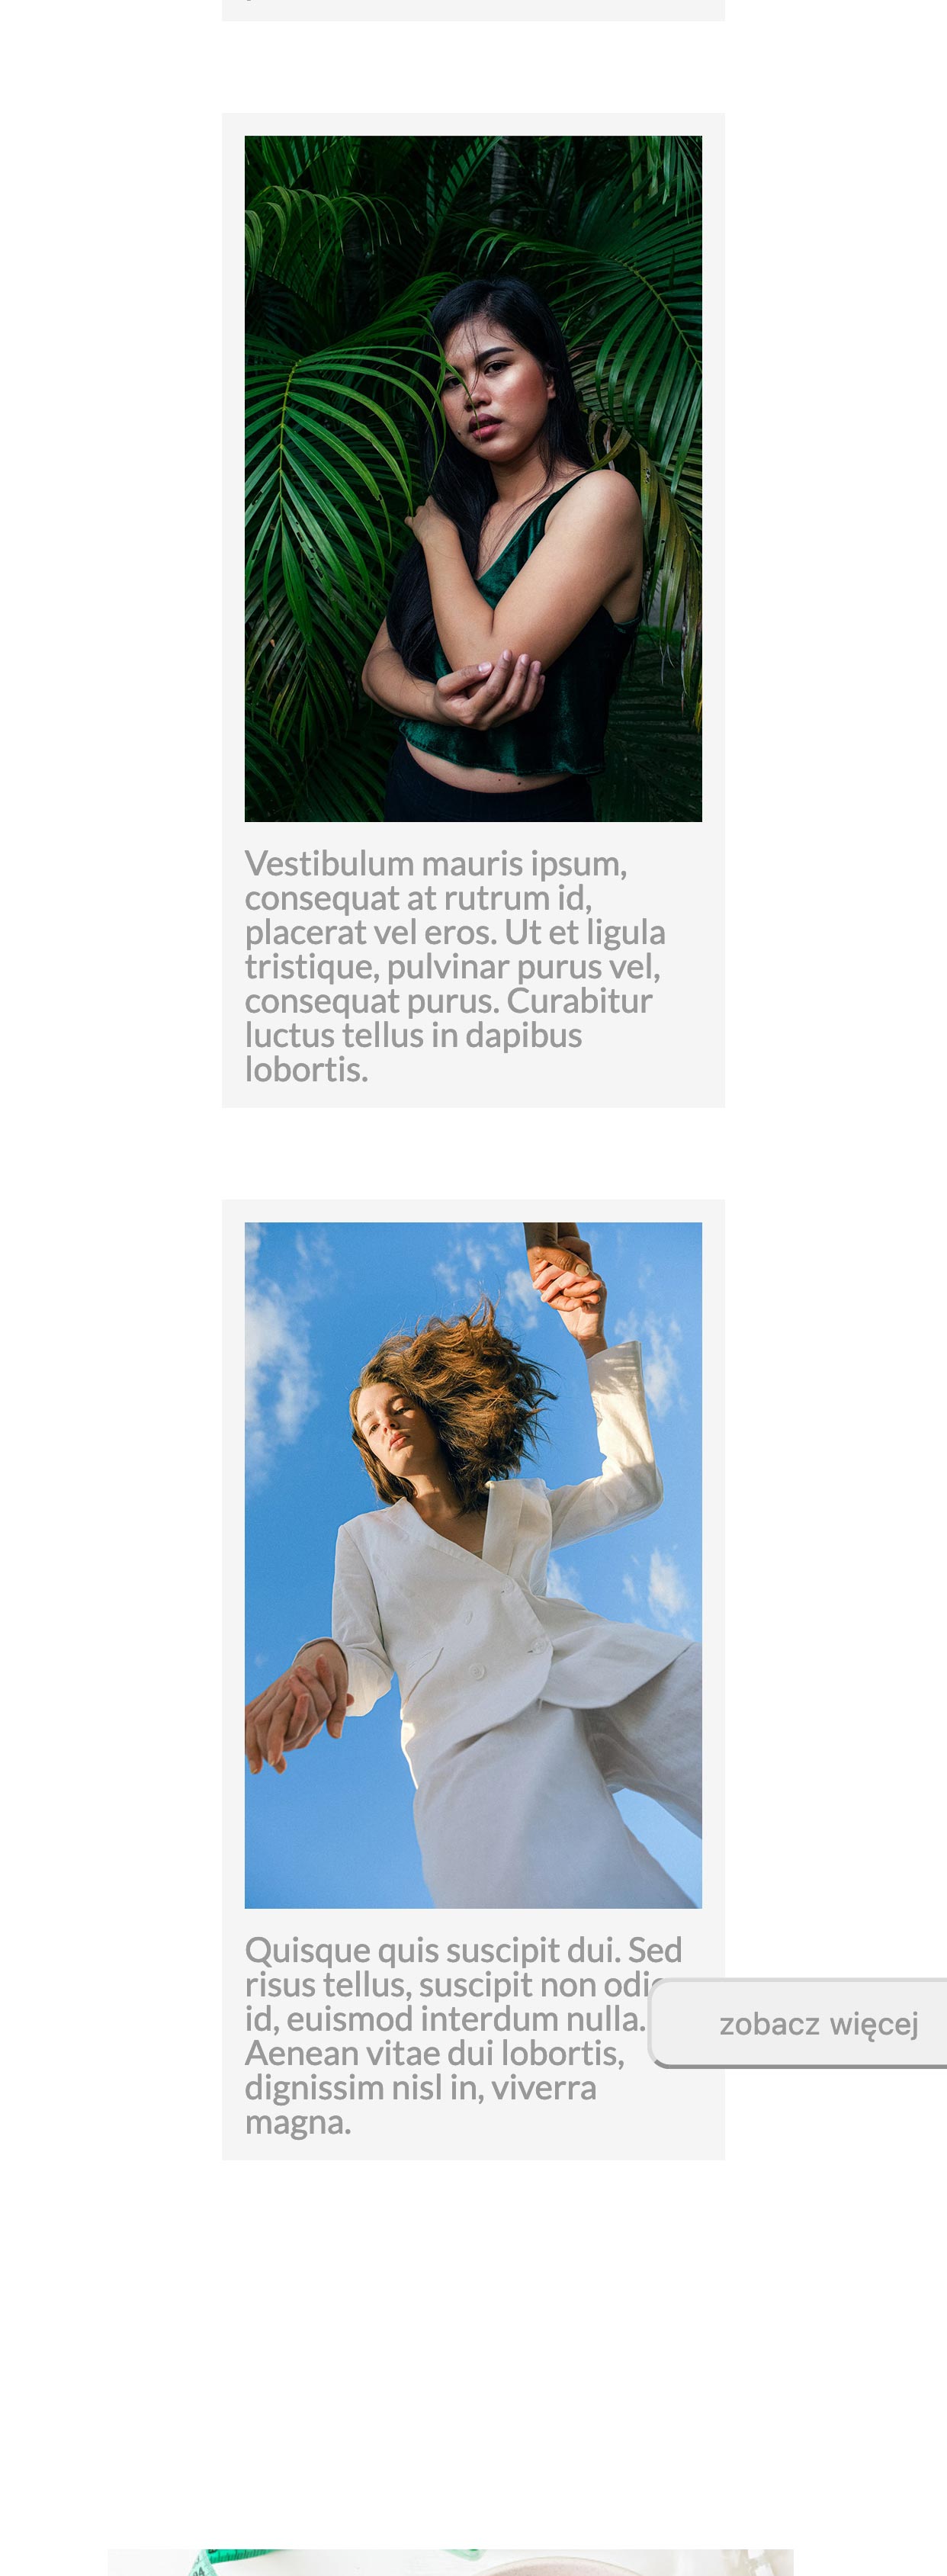 Vestibulum mauris ipsum,
consequat at rutrum id,
placerat vel eros. Ut et ligula
tristique, pulvinar purus vel,
consequat purus. Curabitur
luctus tellus in dapibus
lobortis.
Quisque quis suscipit dui. Sed
risus tellus, suscipit non
id, euismod interdum nulla.
Aenean vitae dui lobortis,
dignissim nisl in, viverra
magna.
zobacz więcej